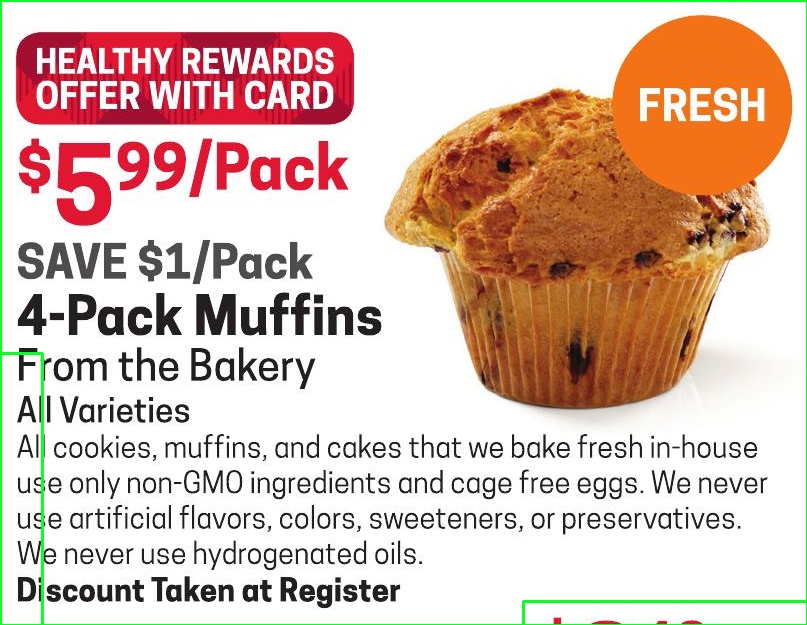 HEALTHY REWARDS
OFFER WITH CARD
FRESH
$5.99/Pack
SAVE $1/Pack
4-Pack Muffins
From the Bakery
All Varieties
All cookies, muffins, and cakes that we bake fresh in-house
use only non-GMO ingredients and cage free eggs. We never
use artificial flavors, colors, sweeteners, or preservatives.
We never use hydrogenated oils.
Discount Taken at Register